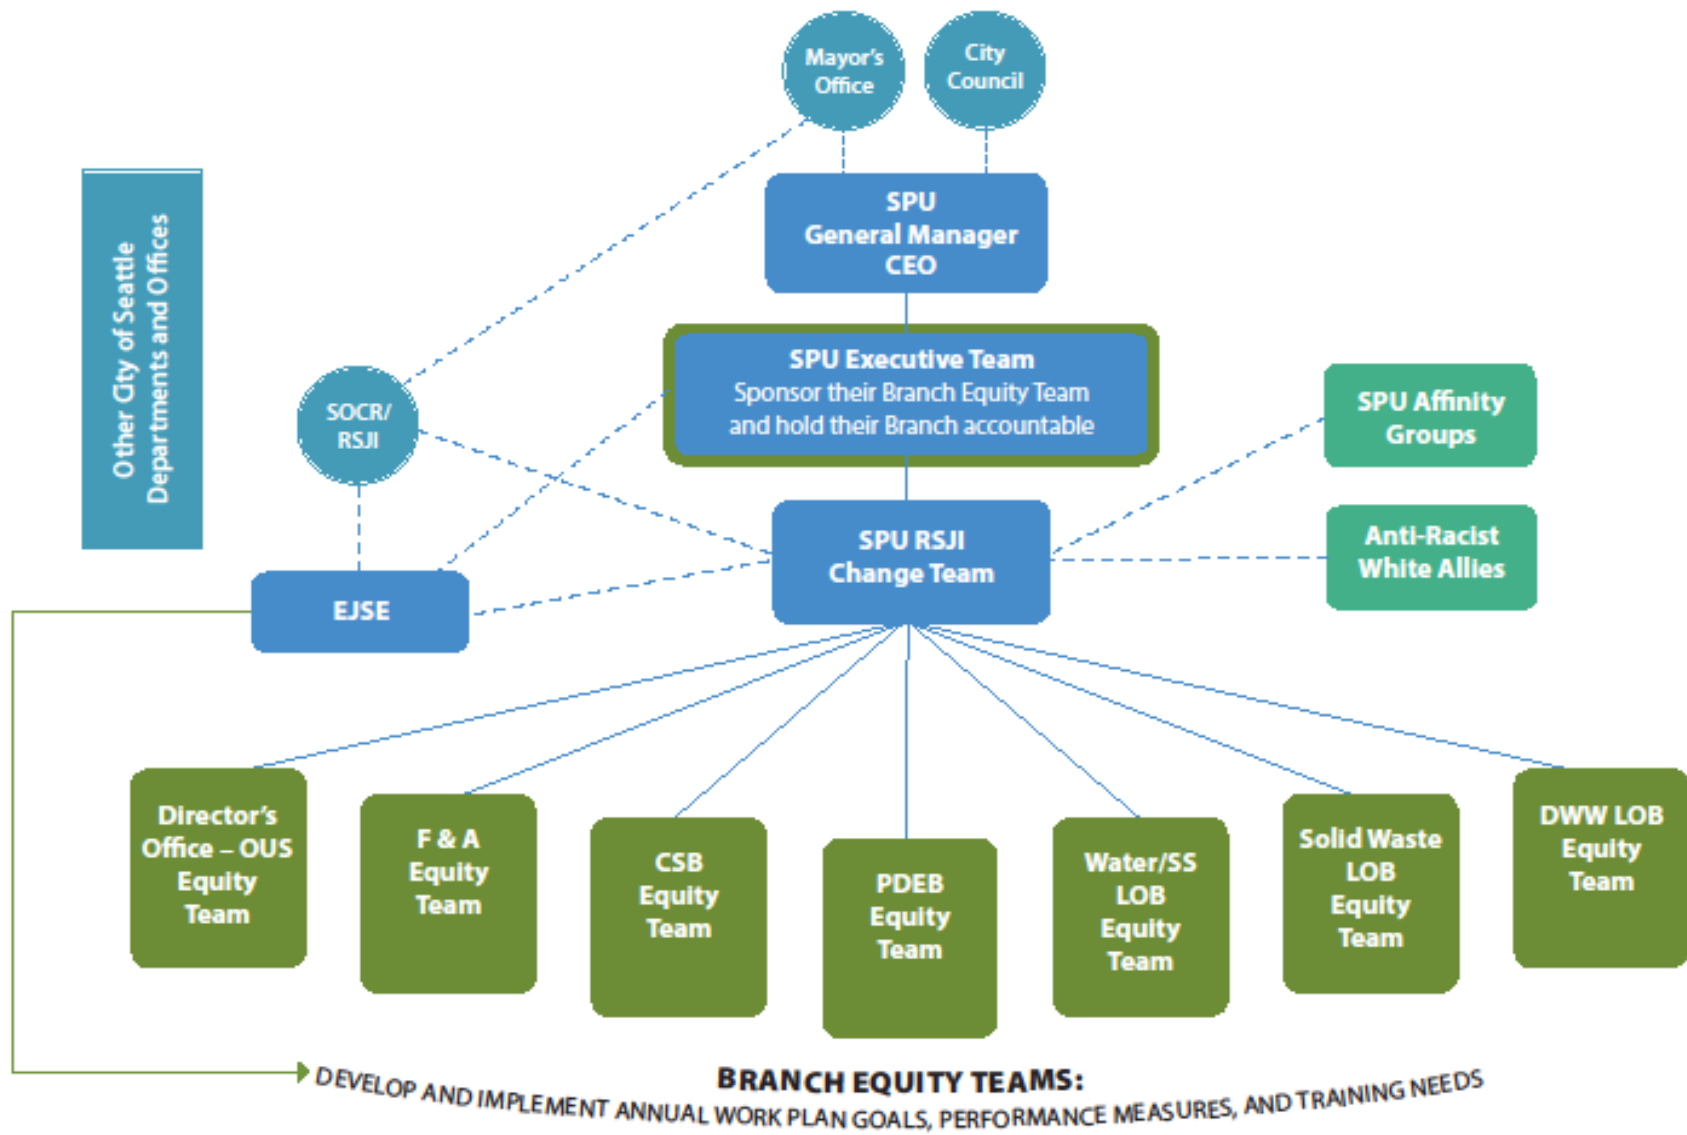 Mayor's
Office
City
Council
Other City of Seattle
Departments and Offices
SPU
General Manager
CEO
SPU Executive Team
Sponsor their Branch Equity Team
and hold their Branch accountable
SOCR/
RSJI
SPU Affinity
Groups
SPU RSJI
Change Team
Anti-Racist
White Allies
EJSE
Director's
Office – OUS
Equity
Team
F & A
Equity
Team
CSB
Equity
Team
PDEB
Equity
Team
Water/SS
LOB
Equity
Team
Solid Waste
LOB
Equity
Team
DWW LOB
Equity
Team
BRANCH EQUITY TEAMS:
DEVELOP AND IMPLEMENT ANNUAL WORK PLAN GOALS, PERFORMANCE MEASURES, AND TRAINING NEEDS